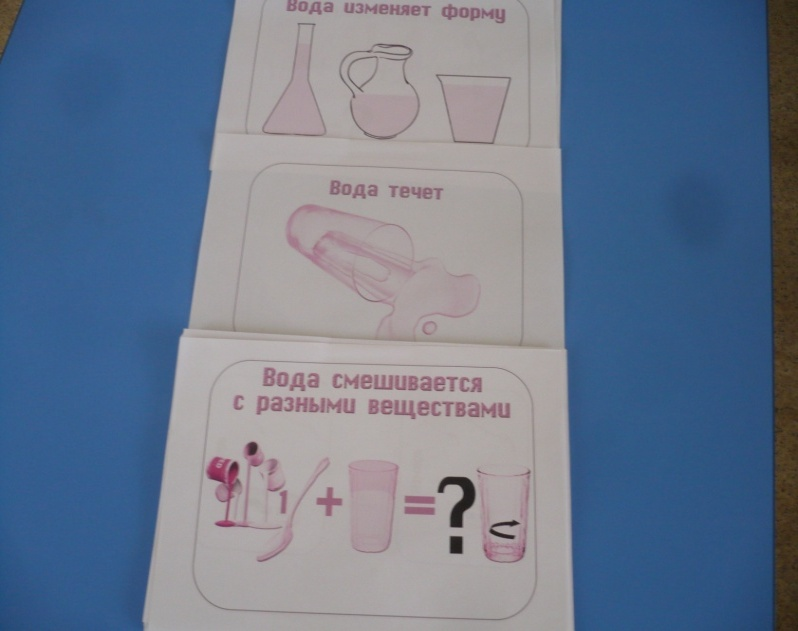 Вода изменяет форму
Вода течет
Вода смешивается
с разными веществами
1 + = ?